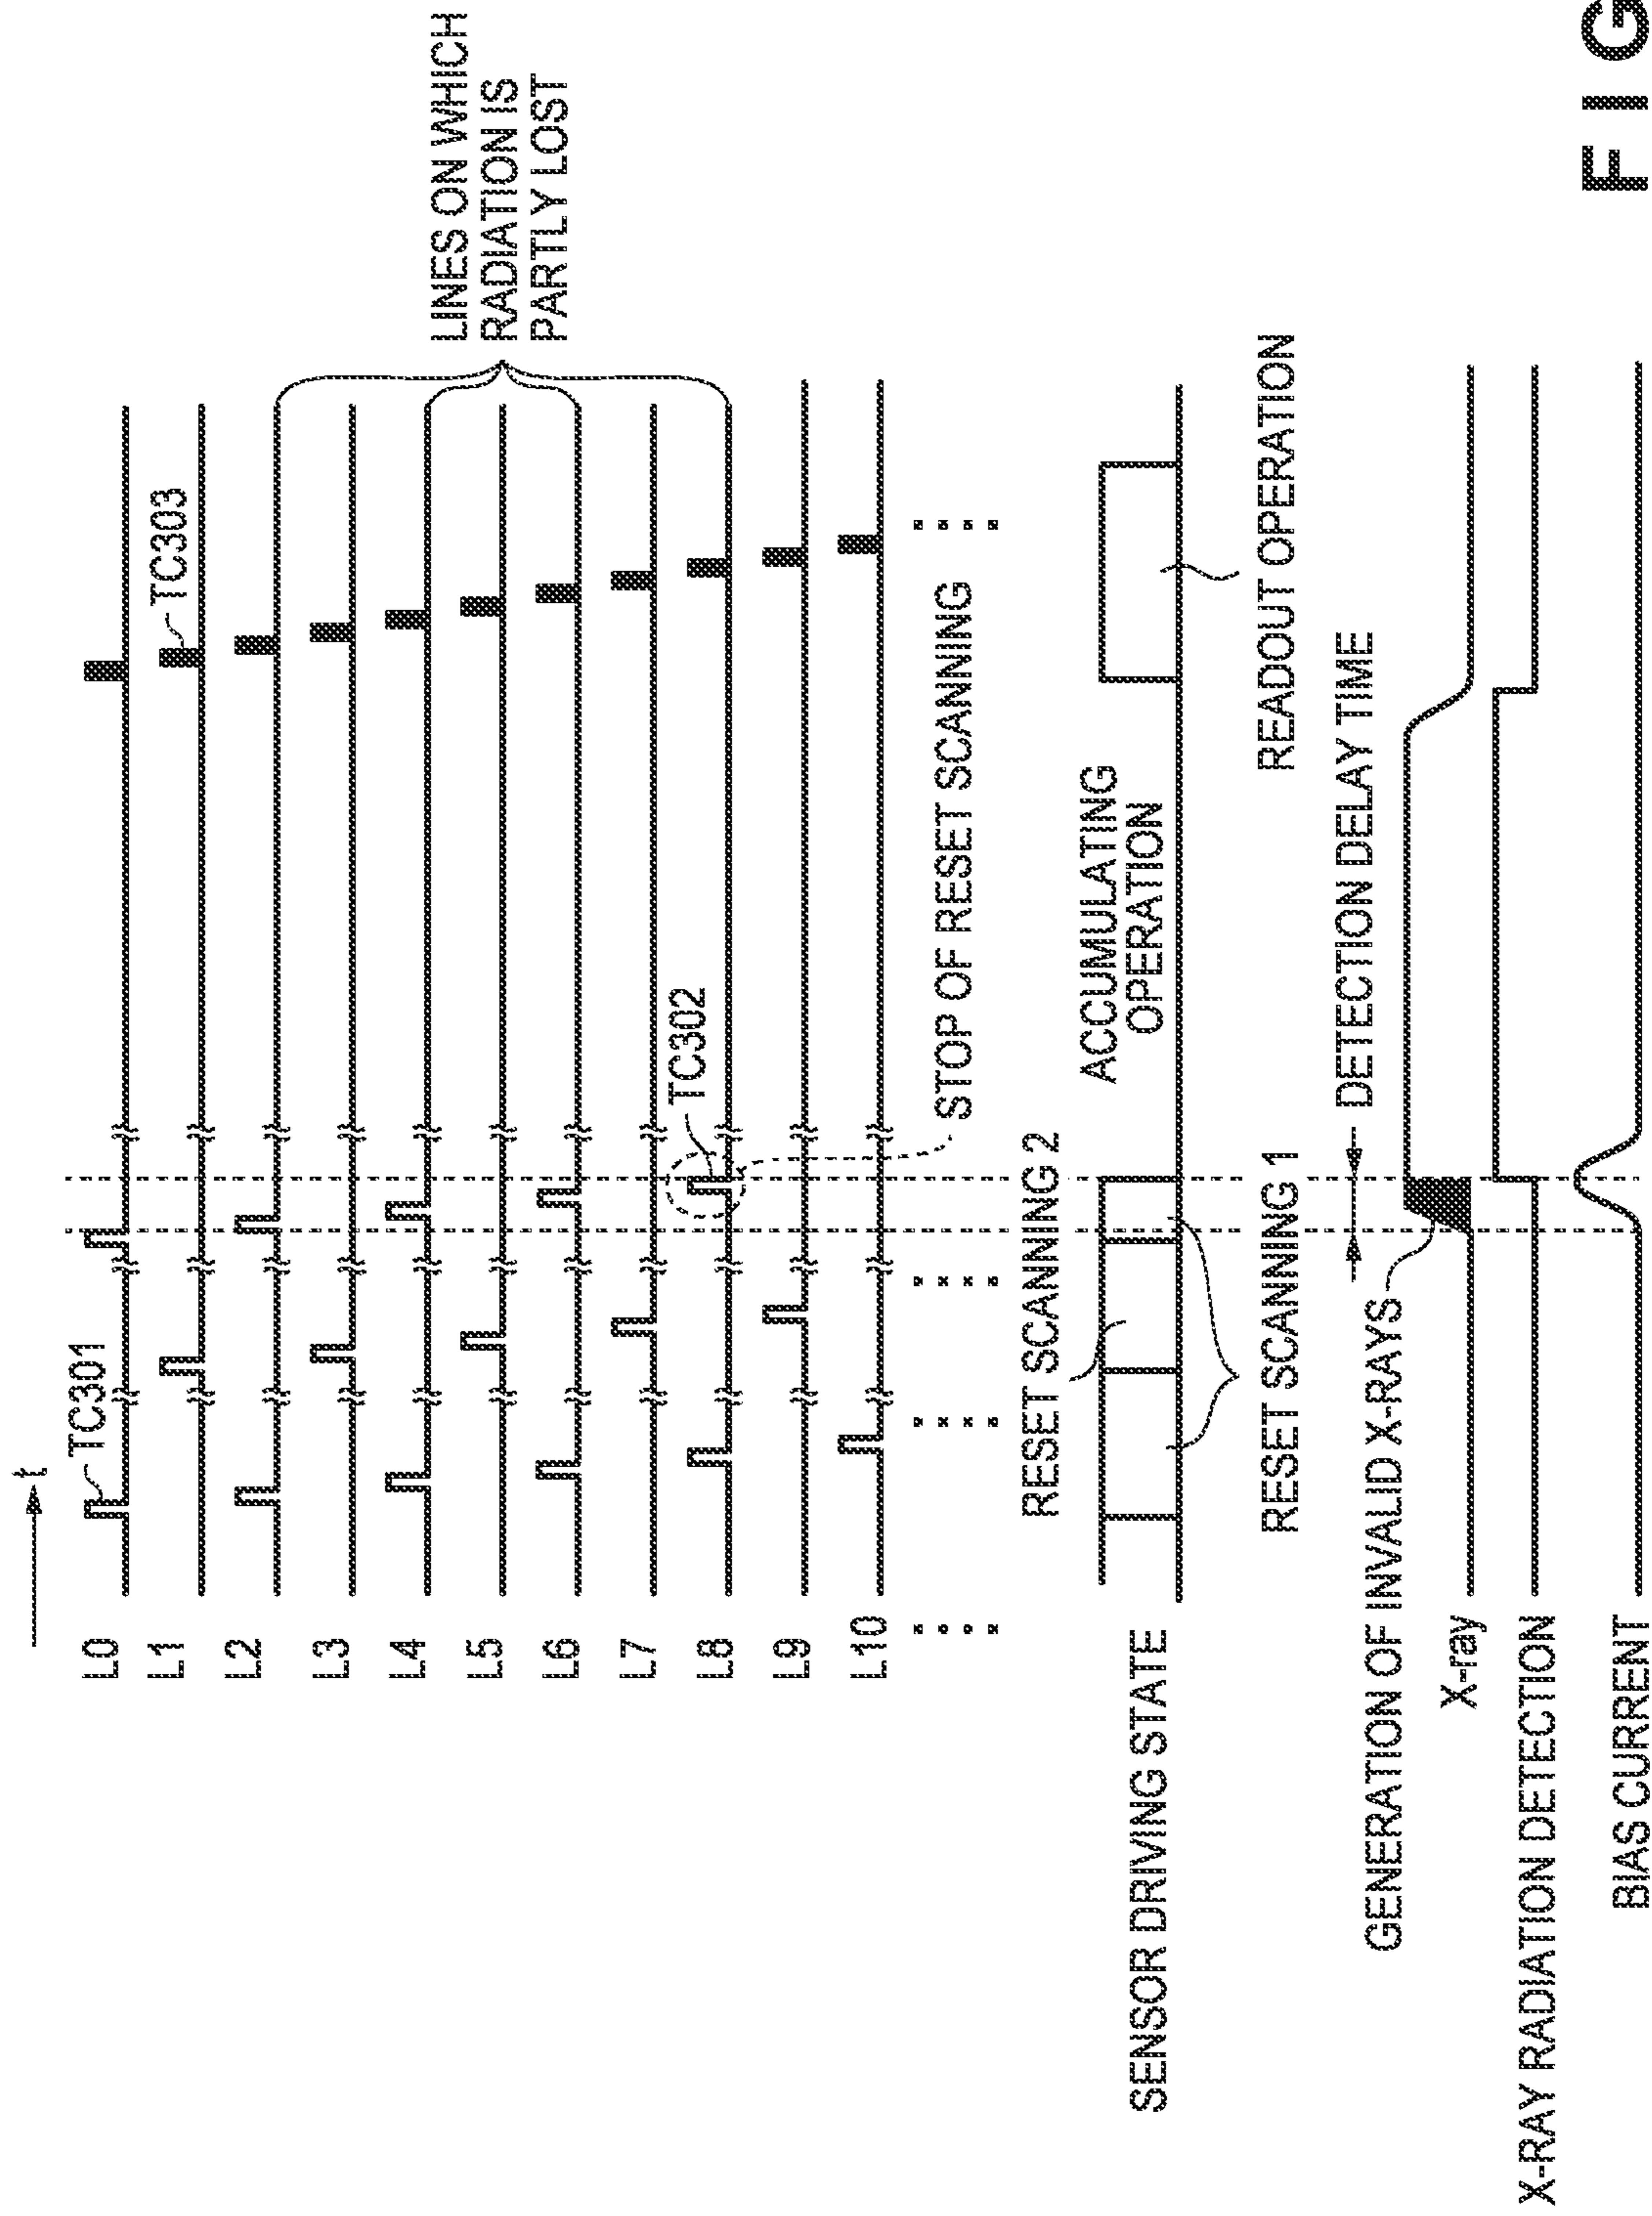 t
L0
TC301
L1
TC303
L2
L3
L4
L5
L6
L7
TC302
L8
L9
L10
LINES ON WHICH
RADIATION IS
PARTLY LOST
STOP OF RESET SCANNING
RESET SCANNING 2
ACCUMULATING
OPERATION
SENSOR DRIVING STATE
RESET SCANNING 1
READOUT OPERATION
DETECTION DELAY TIME
GENERATION OF INVALID X-RAYS
X-ray
X-RAY RADIATION DETECTION
BIAS CURRENT
FIG